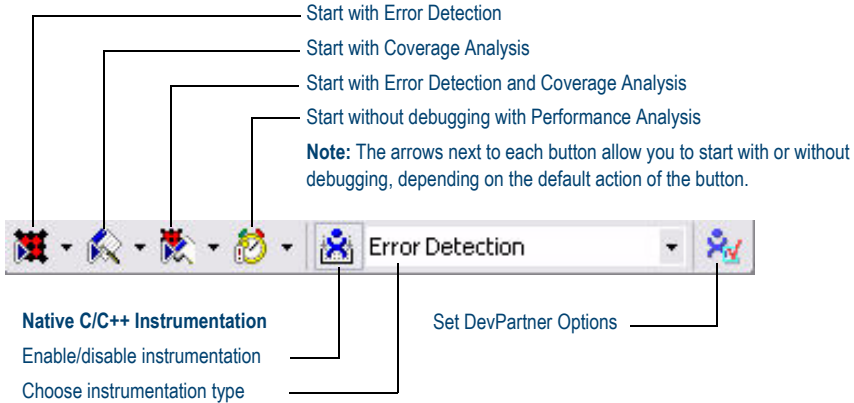 Start with Error Detection
Start with Coverage Analysis
Start with Error Detection and Coverage Analysis
Start without debugging with Performance Analysis
Note: The arrows next to each button allow you to start with or without
debugging, depending on the default action of the button.
Error Detection
Native C/C++ Instrumentation
Set DevPartner Options
Enable/disable instrumentation
Choose instrumentation type